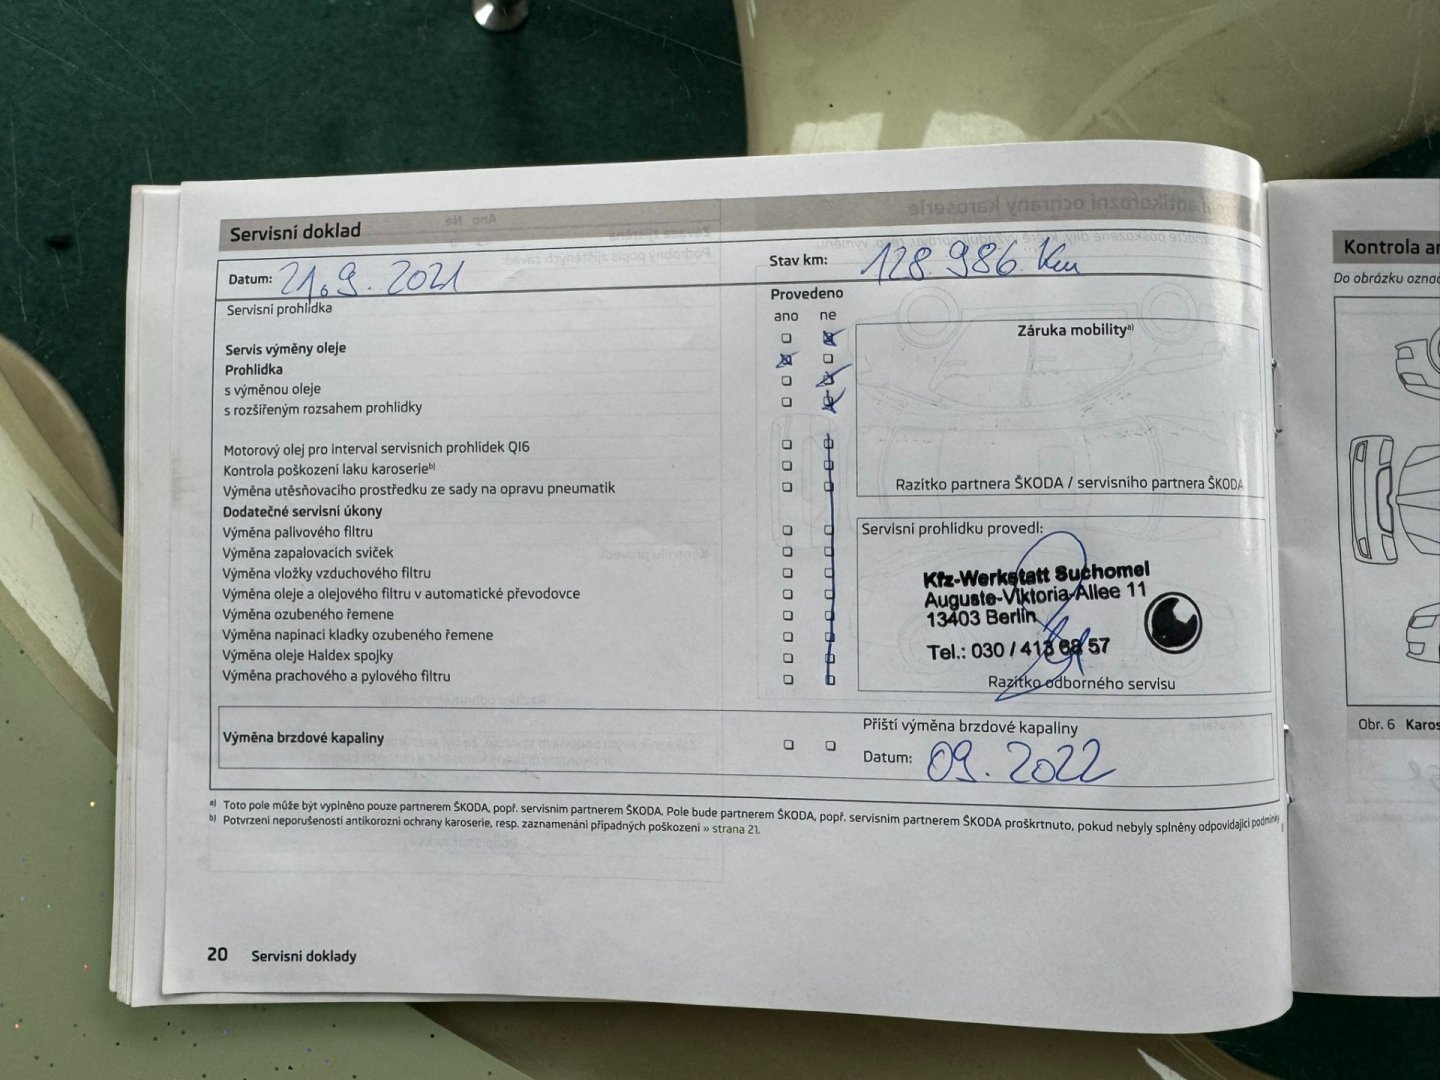 Servisní doklad
Datum: 21.9.2021
Stav km: 128.986. Km
Servisní prohlídka
Provedeno
ano ne
Servis výměny oleje
Prohlídka
s výměnou oleje
s rozšířeným rozsahem prohlídky
Motorový olej pro interval servisních prohlídek QI6
Kontrola poškození laku karoserieb)
Výměna utěsňovacího prostředku ze sady na opravu pneumatik
Dodatečné servisní úkony
Výměna palivového filtru
Výměna zapalovacích svíček
Výměna vložky vzduchového filtru
Výměna oleje a olejového filtru v automatické převodovce
Výměna ozubeného řemene
Výměna napínací kladky ozubeného řemene
Výměna oleje Haldex spojky
Výměna prachového a pylového filtru
Záruka mobilitya)
Razítko partnera ŠKODA / servisního partnera ŠKODA
Servisní prohlídku provedl:
Kfz-Werkstatt Suchomel
Auguste-Viktoria-Allee 11
13403 Berlin
Tel.: 030 / 413 68 57
Razítko odborného servisu
Výměna brzdové kapaliny
Příští výměna brzdové kapaliny
Datum: 09.2022
a) Toto pole může být vyplněno pouze partnerem ŠKODA, popř. servisním partnerem ŠKODA. Pole bude partnerem ŠKODA, popř. servisním partnerem ŠKODA proškrtnuto, pokud nebyly splněny odpovídající podmínky
b) Potvrzení neporušenosti antikorozní ochrany karoserie, resp. zaznamenání případných poškození » strana 21.
20 Servisní doklady
Kontrola
Do obrázku
Obr. 6